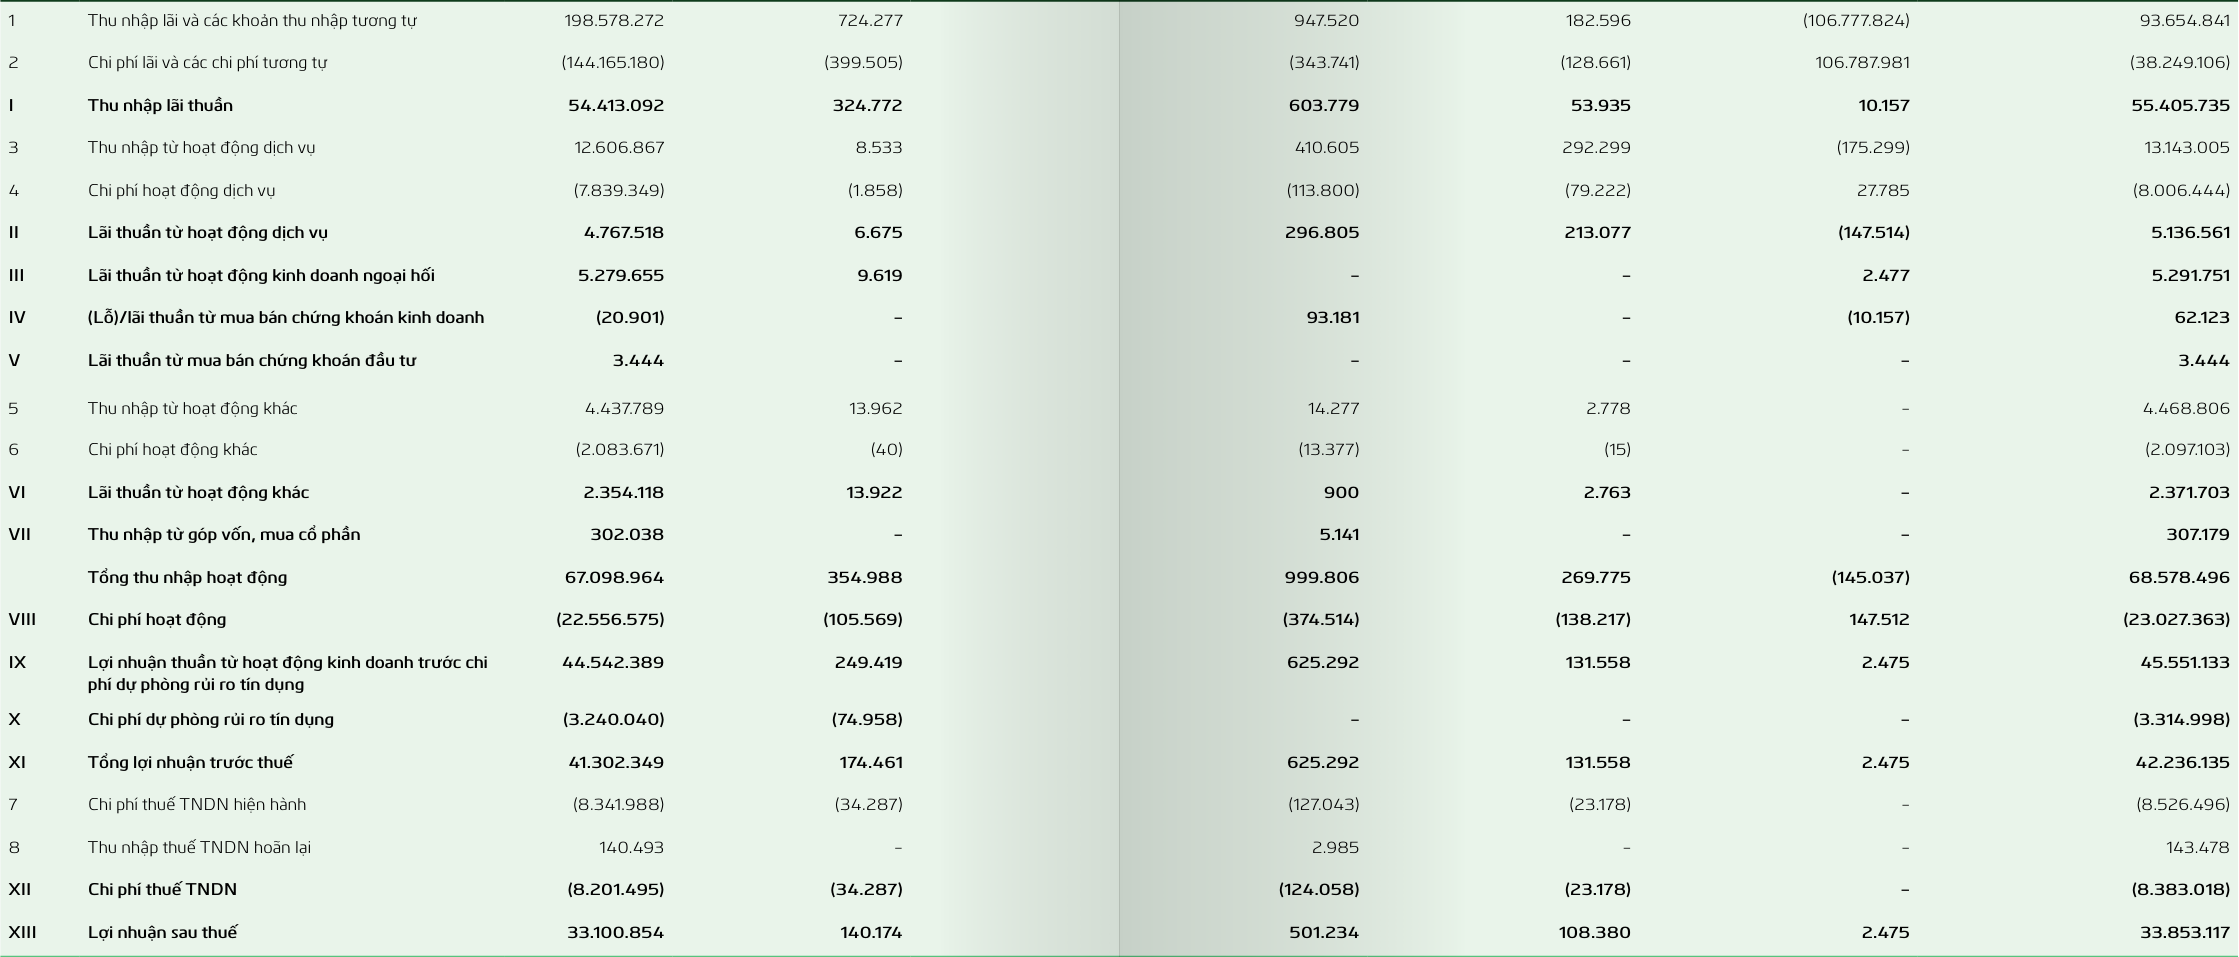 1 Thu nhập lãi và các khoản thu nhập tương tự 198.578.272 724.277 947.520 182.596 (106.777.824) 93.654.841
2 Chi phí lãi và các chi phí tương tự (144.165.180) (399.505) (343.741) (128.661) 106.787.981 (38.249.106)
I Thu nhập lãi thuần 54.413.092 324.772 603.779 53.935 10.157 55.405.735
3 Thu nhập từ hoạt động dịch vụ 12.606.867 8.533 410.605 292.299 (175.299) 13.143.005
4 Chi phí hoạt động dịch vụ (7.839.349) (1.858) (113.800) (79.222) 27.785 (8.006.444)
II Lãi thuần từ hoạt động dịch vụ 4.767.518 6.675 296.805 213.077 (147.514) 5.136.561
III Lãi thuần từ hoạt động kinh doanh ngoại hối 5.279.655 9.619 – – 2.477 5.291.751
IV (Lỗ)/lãi thuần từ mua bán chứng khoán kinh doanh (20.901) – 93.181 – (10.157) 62.123
V Lãi thuần từ mua bán chứng khoán đầu tư 3.444 – – – – 3.444
5 Thu nhập từ hoạt động khác 4.437.789 13.962 14.277 2.778 – 4.468.806
6 Chi phí hoạt động khác (2.083.671) (40) (13.377) (15) – (2.097.103)
VI Lãi thuần từ hoạt động khác 2.354.118 13.922 900 2.763 – 2.371.703
VII Thu nhập từ góp vốn, mua cổ phần 302.038 – 5.141 – – 307.179
Tổng thu nhập hoạt động 67.098.964 354.988 999.806 269.775 (145.037) 68.578.496
VIII Chi phí hoạt động (22.556.575) (105.569) (374.514) (138.217) 147.512 (23.027.363)
IX Lợi nhuận thuần từ hoạt động kinh doanh trước chi 44.542.389 249.419 625.292 131.558 2.475 45.551.133
phí dự phòng rủi ro tín dụng
X Chi phí dự phòng rủi ro tín dụng (3.240.040) (74.958) – – – (3.314.998)
XI Tổng lợi nhuận trước thuế 41.302.349 174.461 625.292 131.558 2.475 42.236.135
7 Chi phí thuế TNDN hiện hành (8.341.988) (34.287) (127.043) (23.178) – (8.526.496)
8 Thu nhập thuế TNDN hoãn lại 140.493 – 2.985 – – 143.478
XII Chi phí thuế TNDN (8.201.495) (34.287) (124.058) (23.178) – (8.383.018)
XIII Lợi nhuận sau thuế 33.100.854 140.174 501.234 108.380 2.475 33.853.117